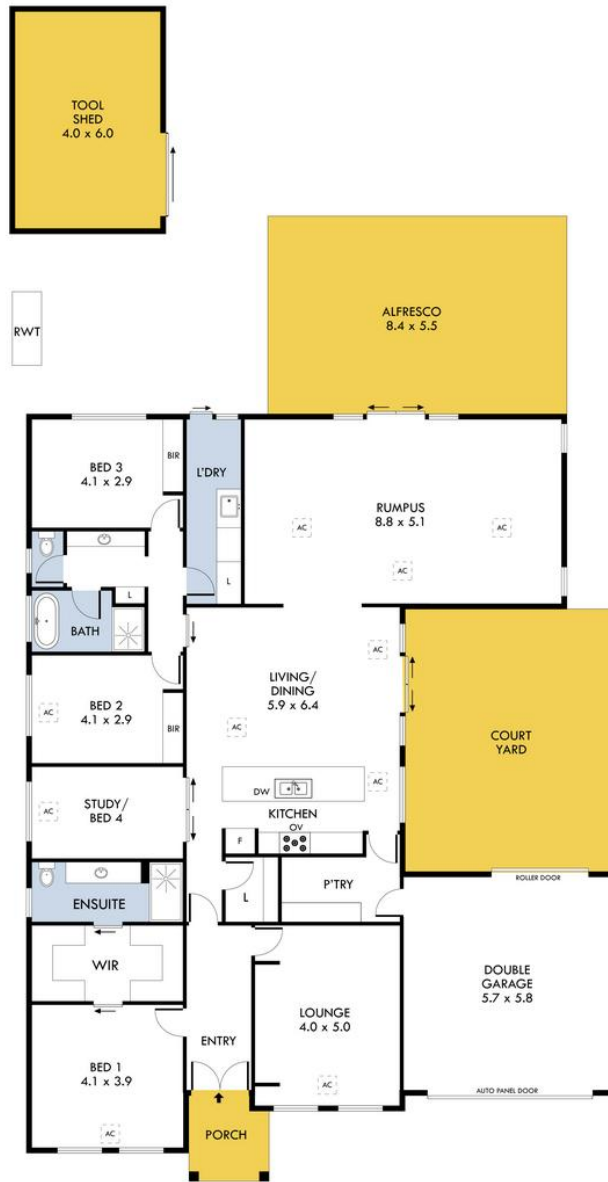 TOOL
SHED
4.0 x 6.0
RWT
ALFRESCO
8.4 x 5.5
BED 3
4.1 x 2.9
BIR
L'DRY
L
RUMPUS
8.8 x 5.1
AC
AC
AC
L
BATH
BED 2
4.1 x 2.9
AC
BIR
LIVING/
DINING
5.9 x 6.4
AC
AC
AC
COURT
YARD
STUDY/
BED 4
AC
DW
KITCHEN
OV
F
P'TRY
L
ROLLER DOOR
ENSUITE
WIR
DOUBLE
GARAGE
5.7 x 5.8
LOUNGE
4.0 x 5.0
AC
ENTRY
BED 1
4.1 x 3.9
AC
AUTO PANEL DOOR
PORCH